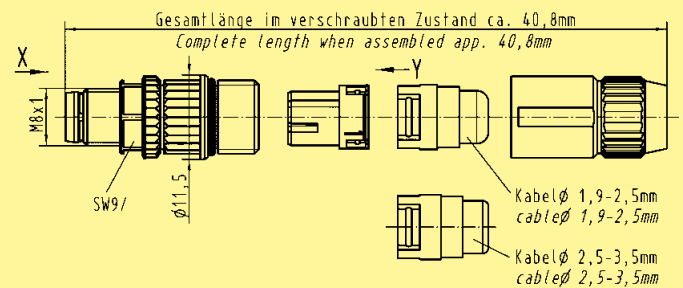 Gesamtlänge im verschraubten Zustand ca. 40,8mm
Complete length when assembled app. 40,8mm
X
Y
M8x1
SW9/
ø11,5
Kabelø 1,9-2,5mm
cableø 1,9-2,5mm
Kabelø 2,5-3,5mm
cableø 2,5-3,5mm